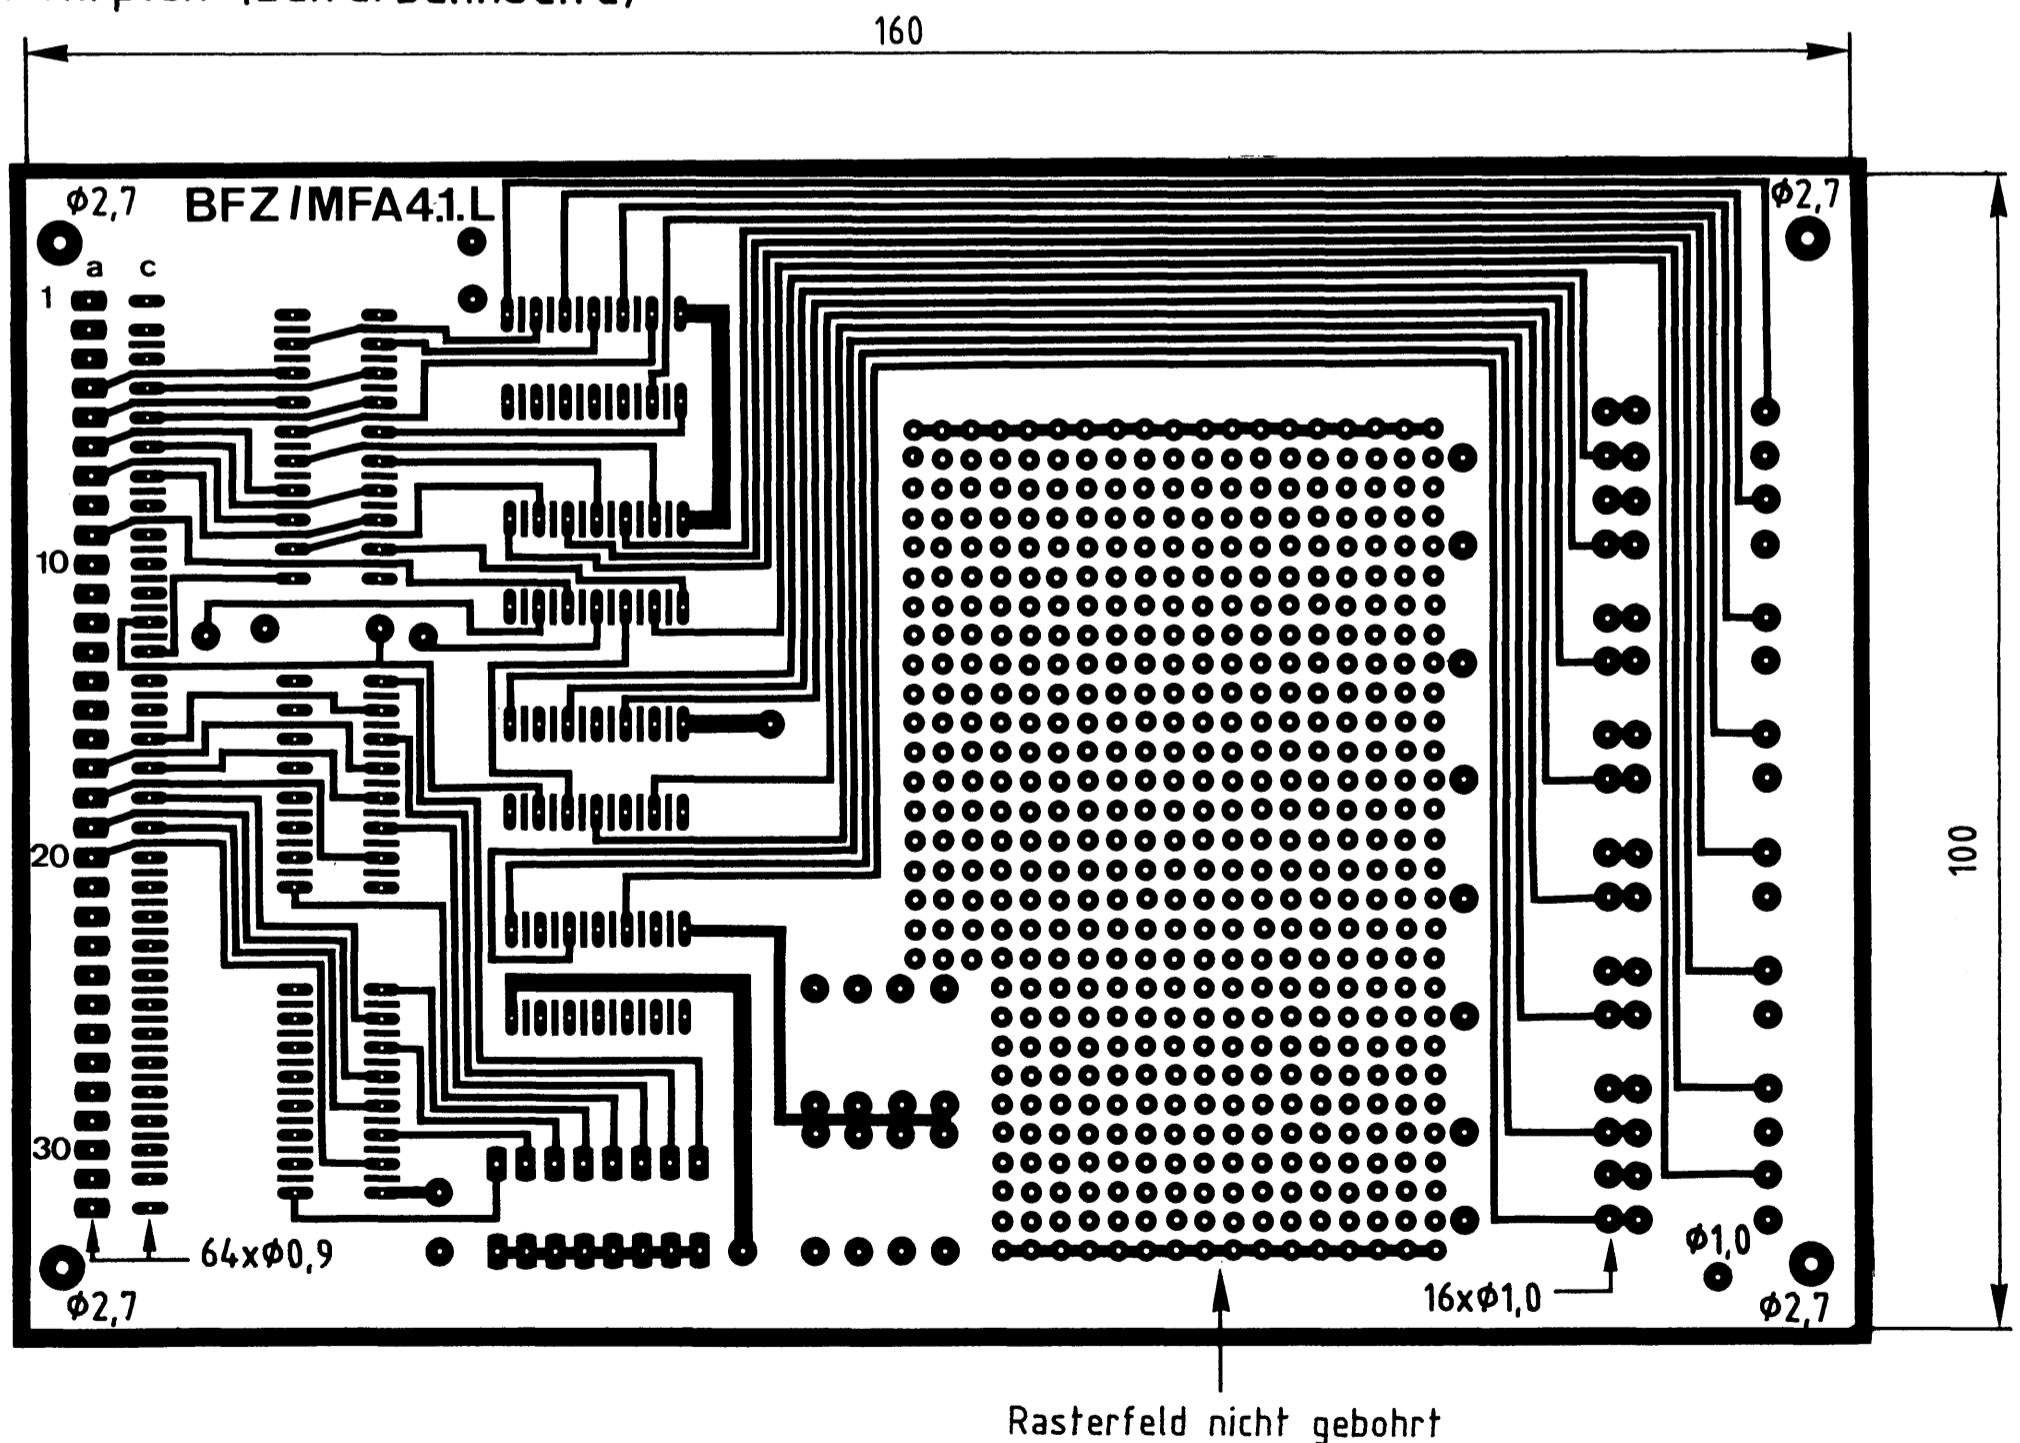 160
Φ2,7
BFZ/MFA4.1.L
Φ2,7
a c
1
10
20
100
30
64xΦ0,9
Φ1,0
16xΦ1,0
Φ2,7
Φ2,7
Rasterfeld nicht gebohrt